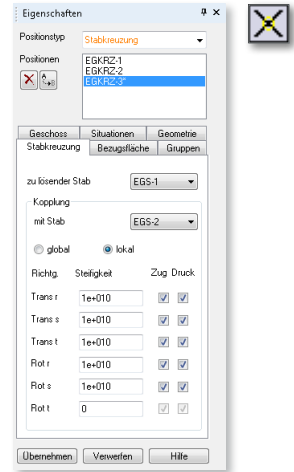 Eigenschaften
Positionstyp
Stabkreuzung
Positionen
EGKRZ-1
EGKRZ-2
EGKRZ-3*
Geschoss Situationen Geometrie
Stabkreuzung Bezugsfläche Gruppen
zu lösender Stab EGS-1
Kopplung
mit Stab EGS-2
global lokal
Richtg. Steifigkeit Zug Druck
Trans r 1e+010
Trans s 1e+010
Trans t 1e+010
Rot r 1e+010
Rot s 1e+010
Rot t 0
Übernehmen Verwerfen Hilfe